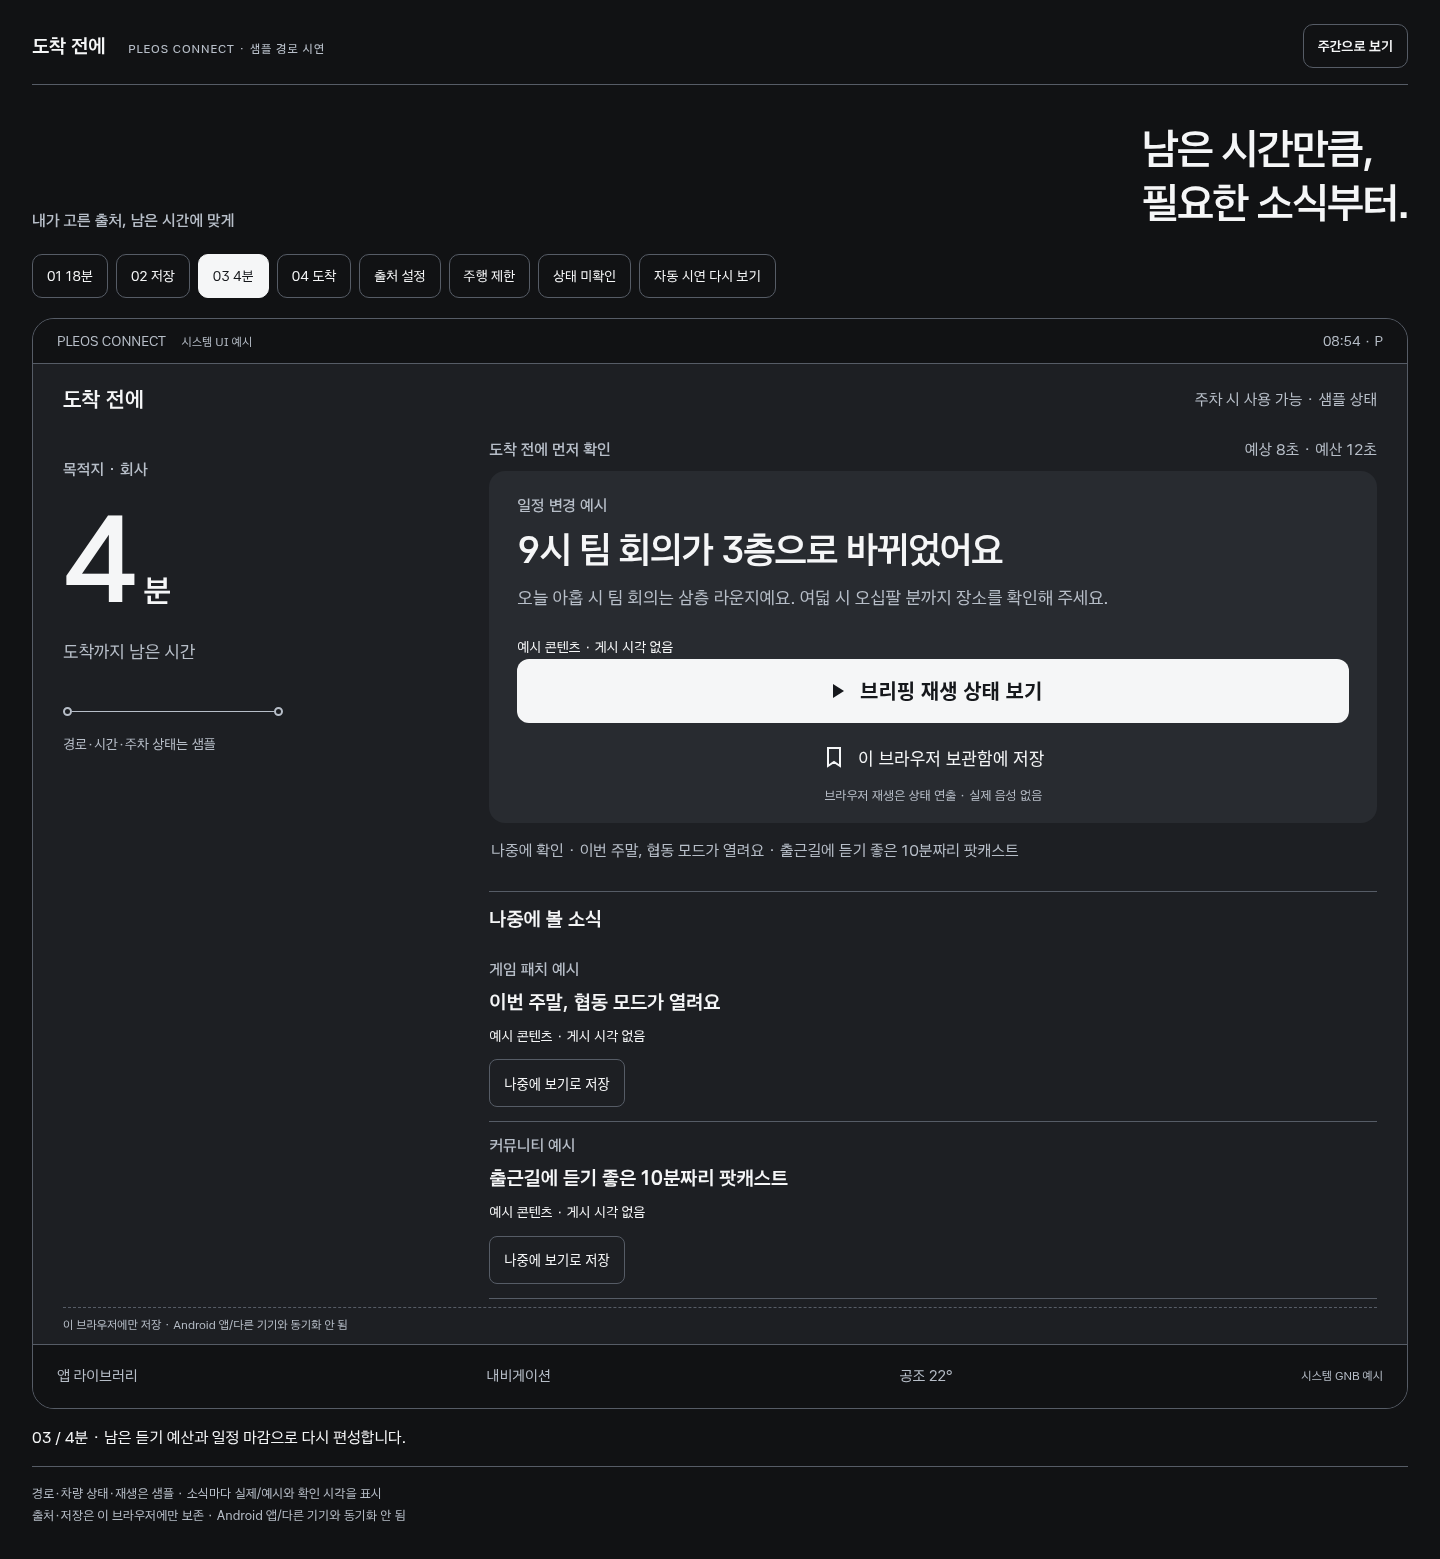 도착 전에
PLEOS CONNECT · 샘플 경로 시연
주간으로 보기
남은 시간만큼,
필요한 소식부터.
내가 고른 출처, 남은 시간에 맞게
01 18분
02 저장
03 4분
04 도착
출처 설정
주행 제한
상태 미확인
자동 시연 다시 보기
PLEOS CONNECT
시스템 UI 예시
08:54 · P
도착 전에
주차 시 사용 가능 · 샘플 상태
목적지 · 회사
4분
도착까지 남은 시간
경로·시간·주차 상태는 샘플
도착 전에 먼저 확인
예상 8초 · 예산 12초
일정 변경 예시
9시 팀 회의가 3층으로 바뀌었어요
오늘 아홉 시 팀 회의는 삼층 라운지예요. 여덟 시 오십팔 분까지 장소를 확인해 주세요.
예시 콘텐츠 · 게시 시각 없음
브리핑 재생 상태 보기
이 브라우저 보관함에 저장
브라우저 재생은 상태 연출 · 실제 음성 없음
나중에 확인 · 이번 주말, 협동 모드가 열려요 · 출근길에 듣기 좋은 10분짜리 팟캐스트
나중에 볼 소식
게임 패치 예시
이번 주말, 협동 모드가 열려요
예시 콘텐츠 · 게시 시각 없음
나중에 보기로 저장
커뮤니티 예시
출근길에 듣기 좋은 10분짜리 팟캐스트
예시 콘텐츠 · 게시 시각 없음
나중에 보기로 저장
이 브라우저에만 저장 · Android 앱/다른 기기와 동기화 안 됨
앱 라이브러리
내비게이션
공조 22°
시스템 GNB 예시
03 / 4분 · 남은 듣기 예산과 일정 마감으로 다시 편성합니다.
경로·차량 상태·재생은 샘플 · 소식마다 실제/예시와 확인 시각을 표시
출처·저장은 이 브라우저에만 보존 · Android 앱/다른 기기와 동기화 안 됨